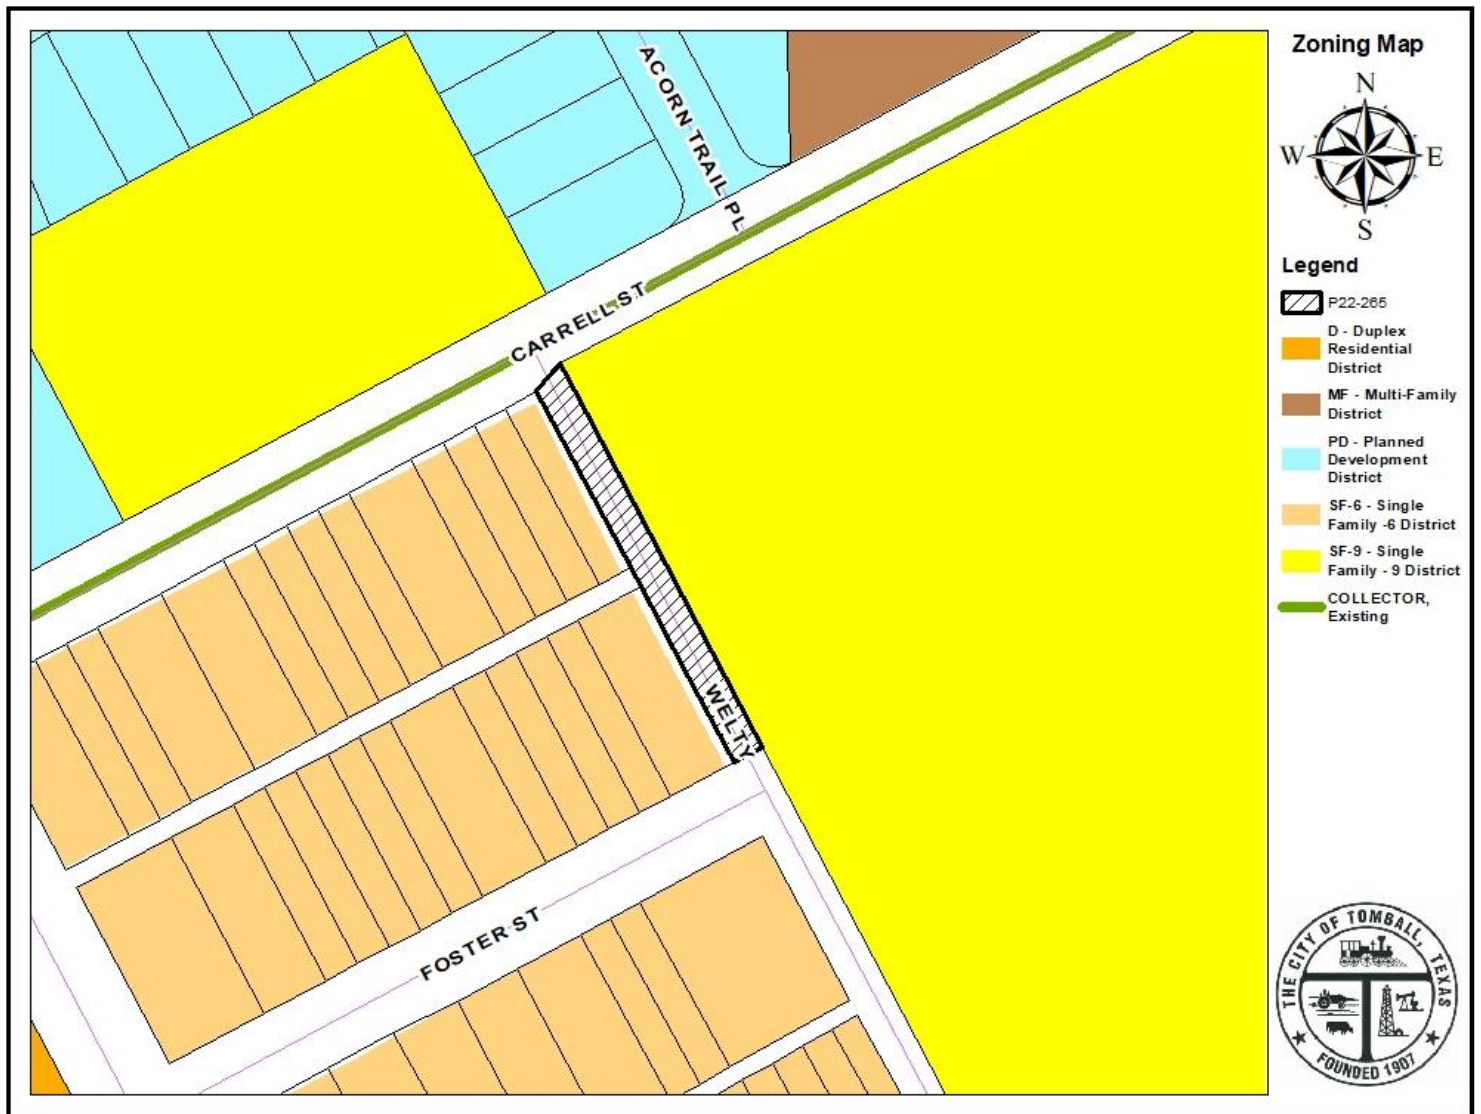 Zoning Map
N
W
E
S
Legend
P22-265
D - Duplex
Residential
District
MF - Multi-Family
District
PD - Planned
Development
District
SF-6 - Single
Family -6 District
SF-9 - Single
Family - 9 District
COLLECTOR,
Existing
ACORN TRAIL PL
CARRELL ST
WELTY
FOSTER ST
THE CITY OF TOMBALL, TEXAS
FOUNDED 1907